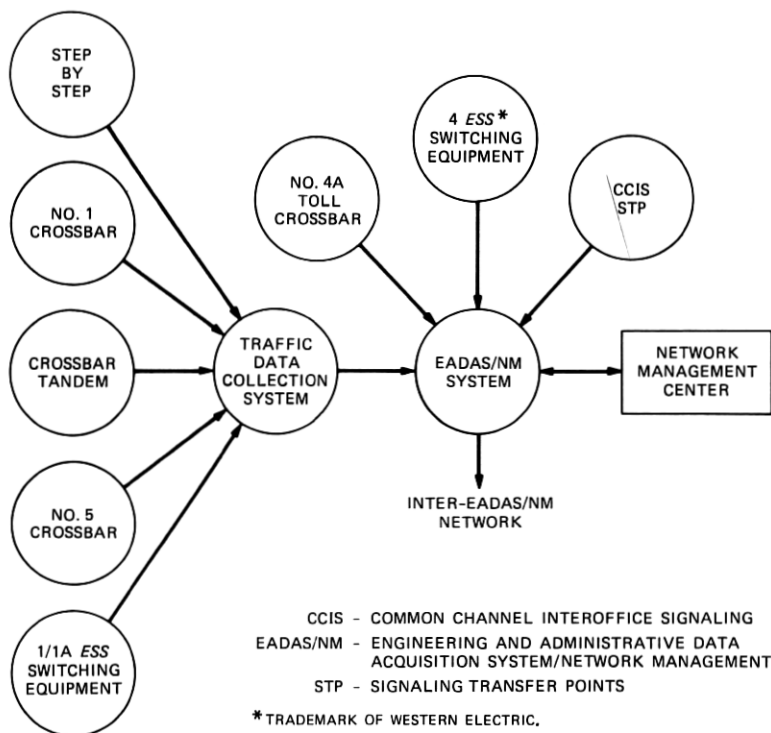 STEP
BY
STEP
NO. 1
CROSSBAR
CROSSBAR
TANDEM
NO. 5
CROSSBAR
1/1A ESS
SWITCHING
EQUIPMENT
TRAFFIC
DATA
COLLECTION
SYSTEM
NO. 4A
TOLL
CROSSBAR
4 ESS*
SWITCHING
EQUIPMENT
CCIS
STP
EADAS/NM
SYSTEM
NETWORK
MANAGEMENT
CENTER
INTER-EADAS/NM
NETWORK
CCIS - COMMON CHANNEL INTEROFFICE SIGNALING
EADAS/NM - ENGINEERING AND ADMINISTRATIVE DATA
ACQUISITION SYSTEM/NETWORK MANAGEMENT
STP - SIGNALING TRANSFER POINTS
* TRADEMARK OF WESTERN ELECTRIC.